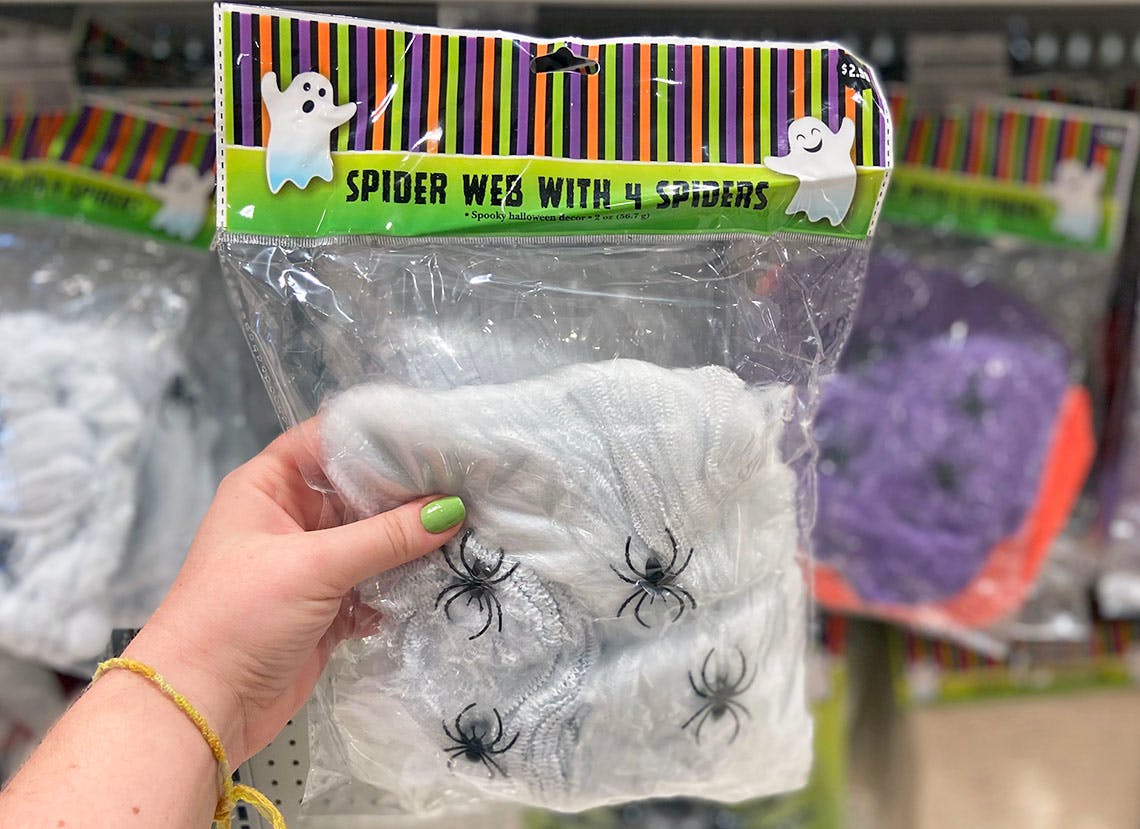 SPIDER WEB WITH 4 SPIDERS
• Spooky halloween decor • 2 oz (56.7 g)